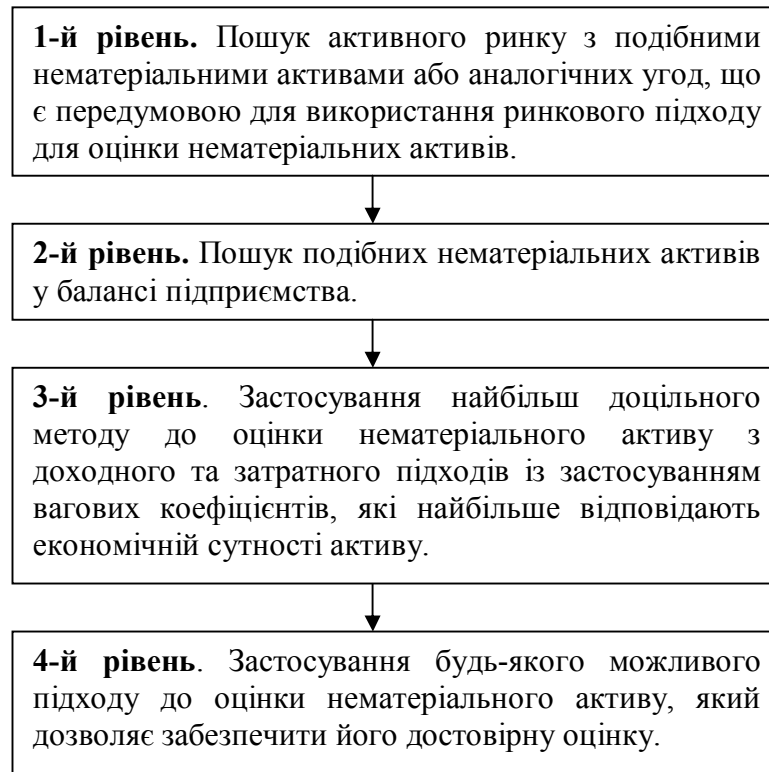 1-й рівень. Пошук активного ринку з подібними
нематеріальними активами або аналогічних угод, що
є передумовою для використання ринкового підходу
для оцінки нематеріальних активів.
2-й рівень. Пошук подібних нематеріальних активів
у балансі підприємства.
3-й рівень. Застосування найбільш доцільного
методу до оцінки нематеріального активу з
доходного та затратного підходів із застосуванням
вагових коефіцієнтів, які найбільше відповідають
економічній сутності активу.
4-й рівень. Застосування будь-якого можливого
підходу до оцінки нематеріального активу, який
дозволяє забезпечити його достовірну оцінку.